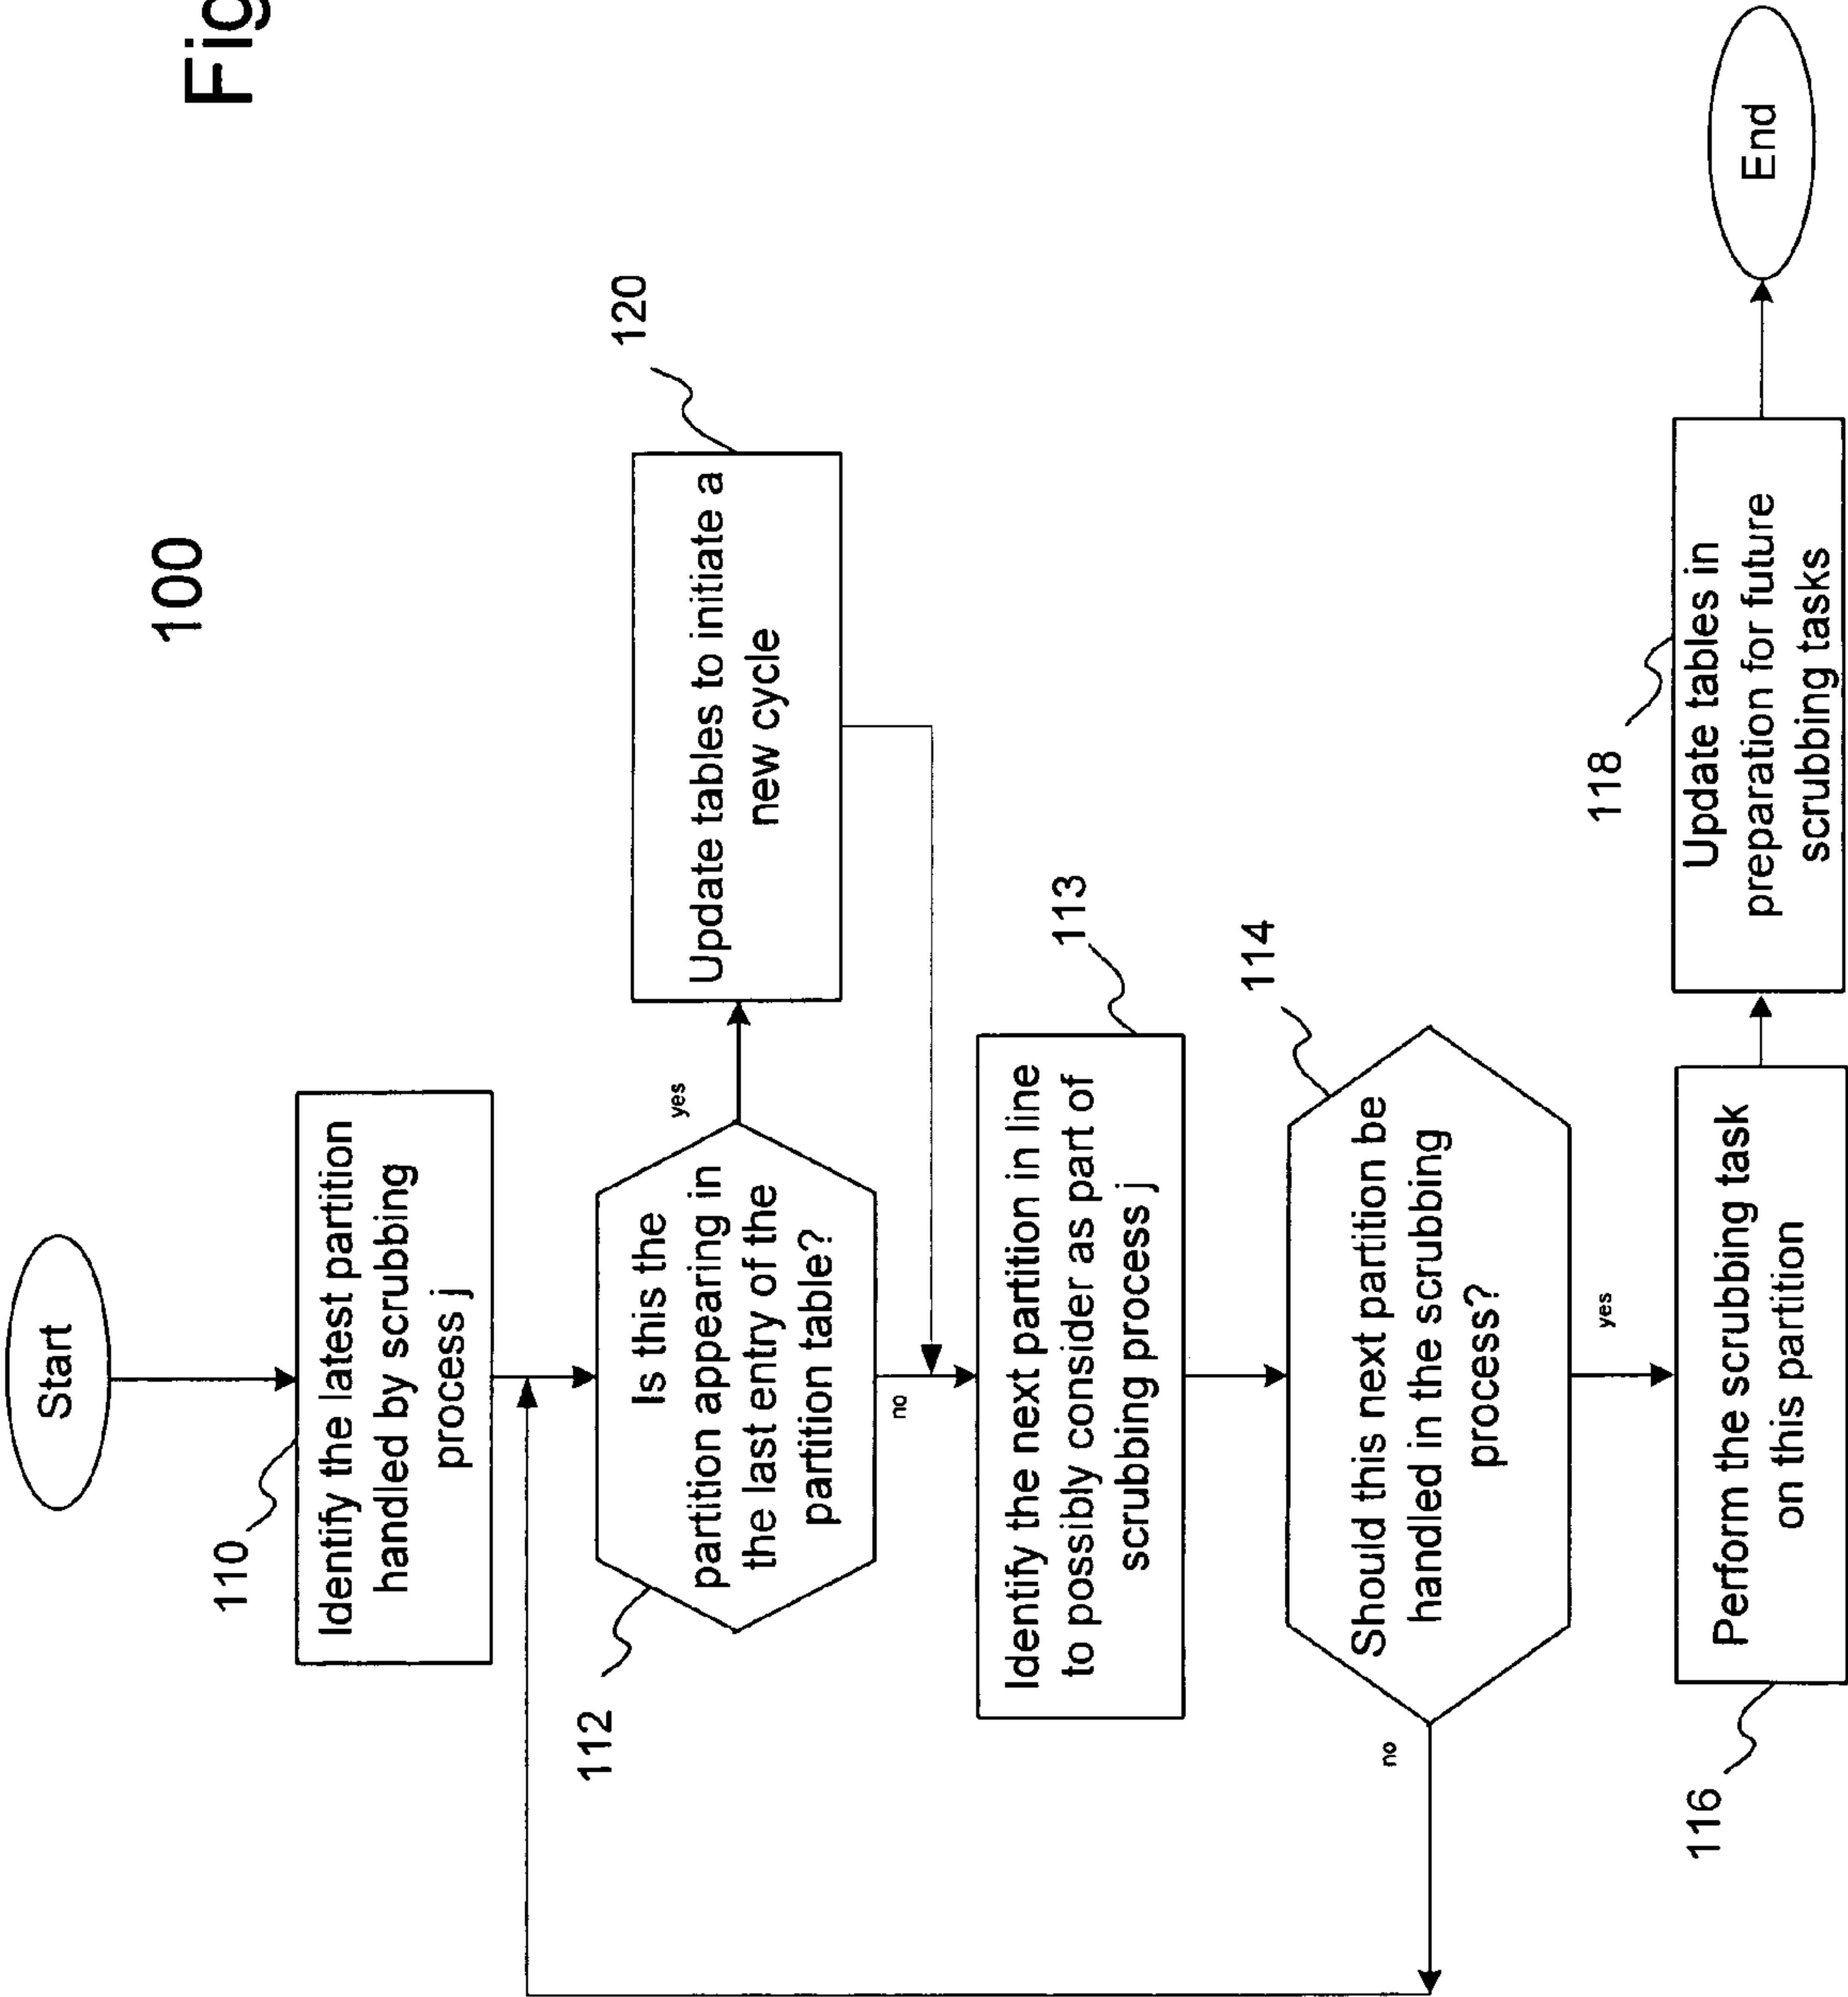 Fig
100
Start
110
Identify the latest partition
handled by scrubbing
process j
112
Is this the
partition appearing in
the last entry of the
partition table?
yes
no
120
Update tables to initiate a
new cycle
113
Identify the next partition in line
to possibly consider as part of
scrubbing process j
114
Should this next partition be
handled in the scrubbing
process?
no
yes
116
Perform the scrubbing task
on this partition
118
Update tables in
preparation for future
scrubbing tasks
End